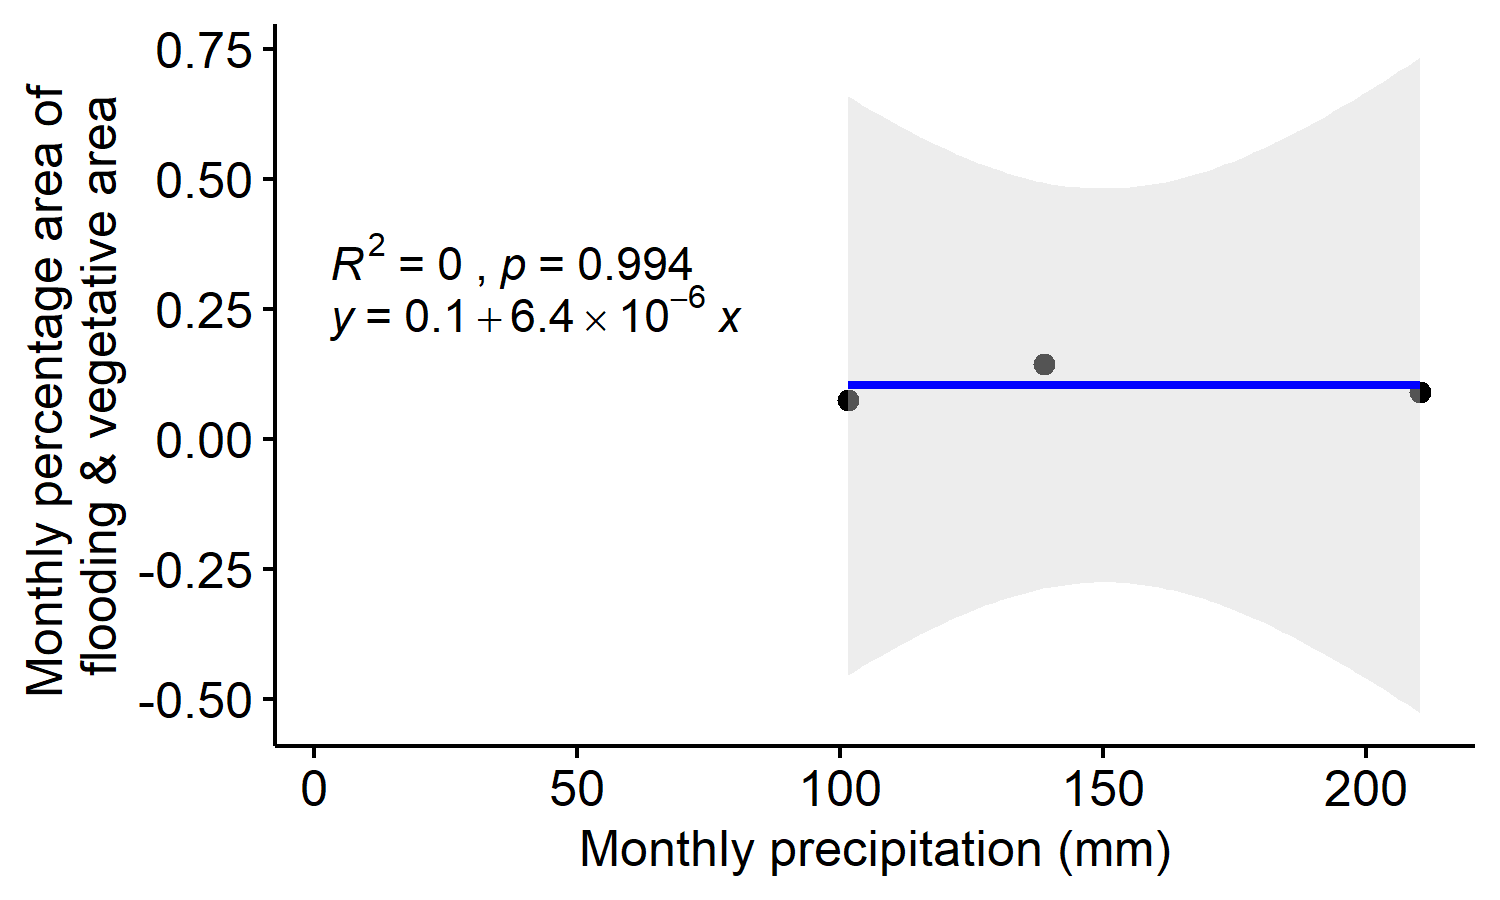 0.75
0.50
0.25
0.00
-0.25
-0.50
Monthly percentage area of
flooding & vegetative area
R² = 0 , p = 0.994
y = 0.1 + 6.4 × 10⁻⁶ x
0 50 100 150 200
Monthly precipitation (mm)